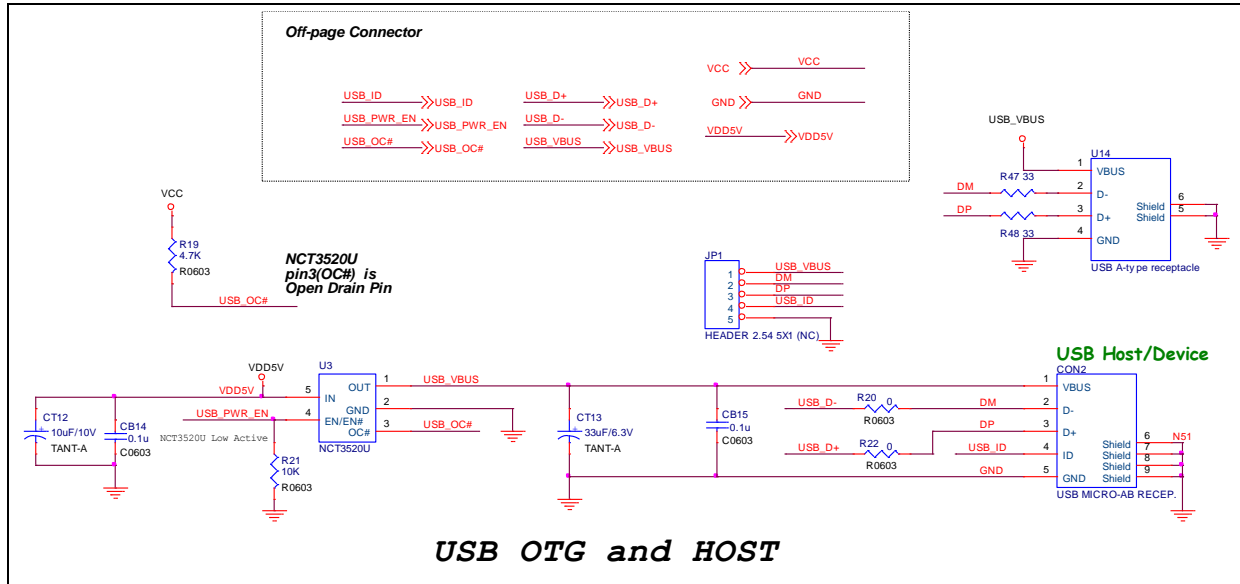 Off-page Connector
USB_ID USB_ID
USB_PWR_EN USB_PWR_EN
USB_OC# USB_OC#
USB_D+ USB_D+
USB_D- USB_D-
USB_VBUS USB_VBUS
VCC VCC
GND GND
VDD5V VDD5V
USB_VBUS
U14
1 VBUS
DM R47 33 2 D-
DP 3 D+
R48 33
4 GND
Shield 6
Shield 5
USB A-type receptacle
VCC
R19
4.7K
R0603
USB_OC#
NCT3520U
pin3(OC#) is
Open Drain Pin
JP1
1 USB_VBUS
2 DM
3 DP
4 USB_ID
5
HEADER 2.54 5X1 (NC)
VDD5V
VDD5V
USB_PWR_EN
NCT3520U Low Active
CT12
10uF/10V
TANT-A
CB14
0.1u
C0603
R21
10K
R0603
U3
5 IN
4 EN/EN#
OUT 1 USB_VBUS
GND 2
OC# 3 USB_OC#
NCT3520U
CT13
33uF/6.3V
TANT-A
CB15
0.1u
C0603
USB_D- R20 0 DM
R0603
USB_D+ R22 0 DP
R0603
USB_ID
GND
USB Host/Device
CON2
1 VBUS
2 D-
3 D+
4 ID
5 GND
Shield 6 N51
Shield 7
Shield 8
Shield 9
USB MICRO-AB RECEP.
USB OTG and HOST